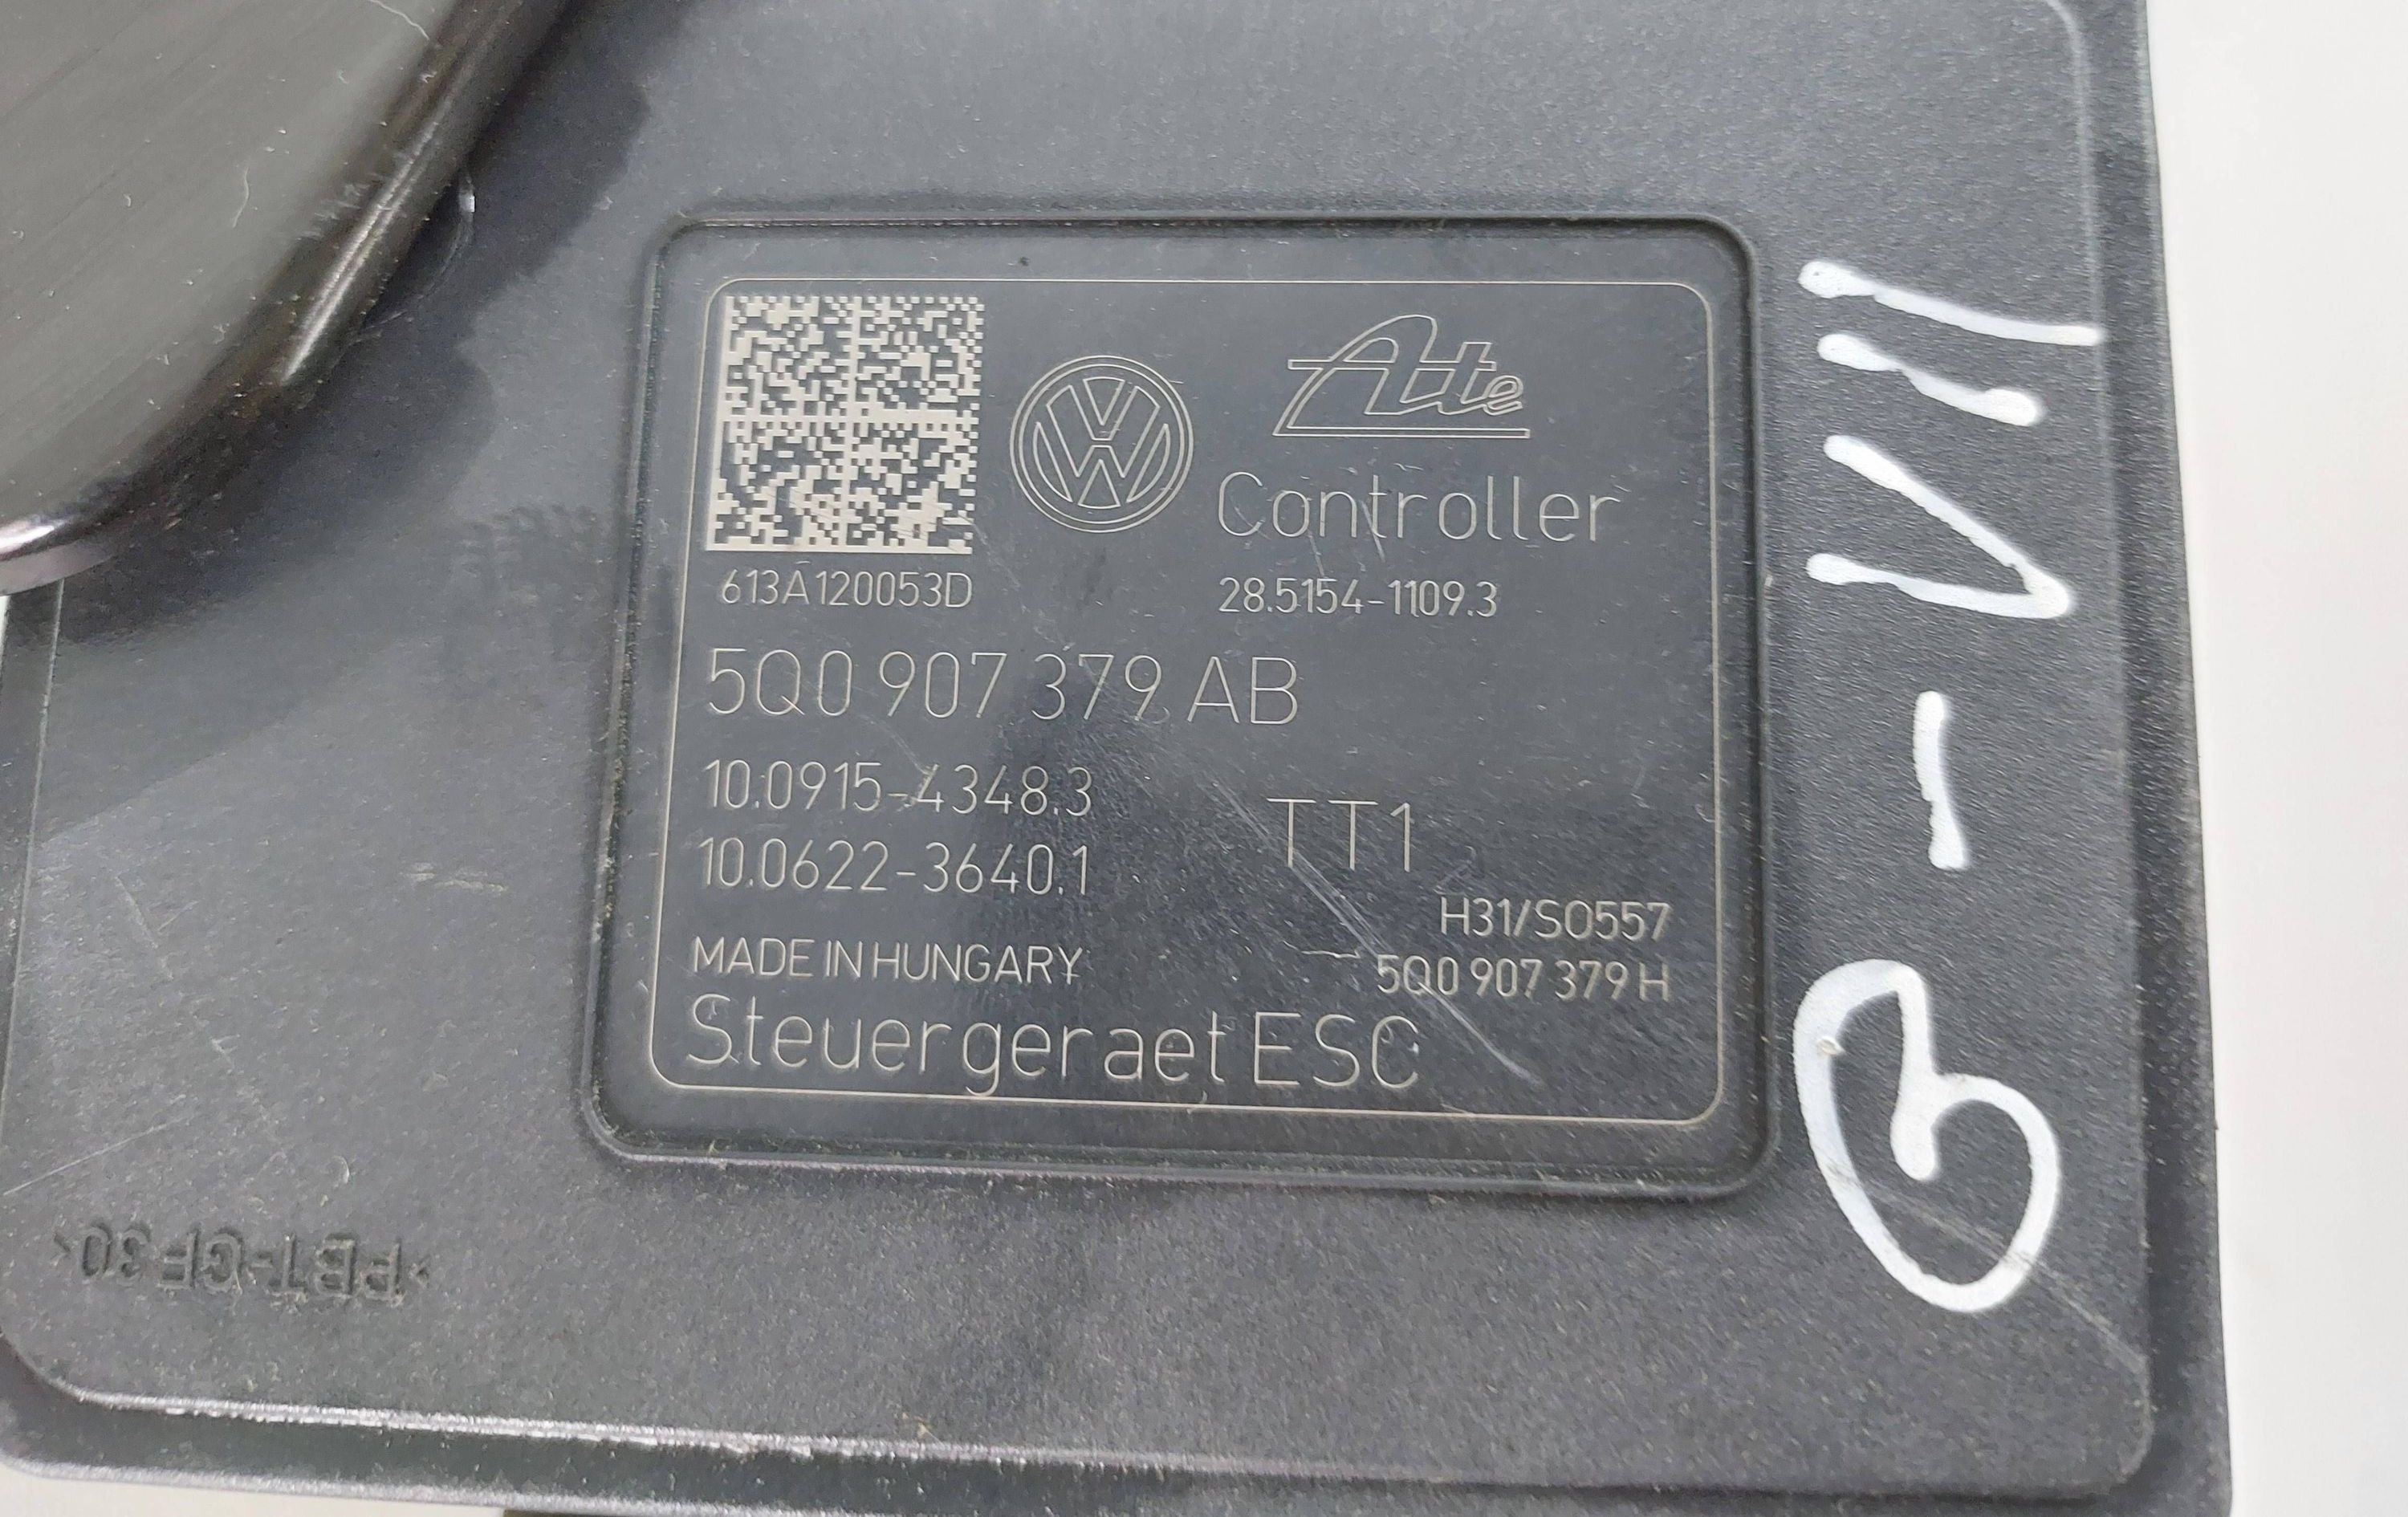 Ate
Controller
613A120053D
28.5154-1109.3
5Q0 907 379 AB
10.0915-4348.3
10.0622-3640.1
TT1
H31/SO557
MADE IN HUNGARY
5Q0 907 379 H
Steuergeraet ESC
>PBT-GF30<